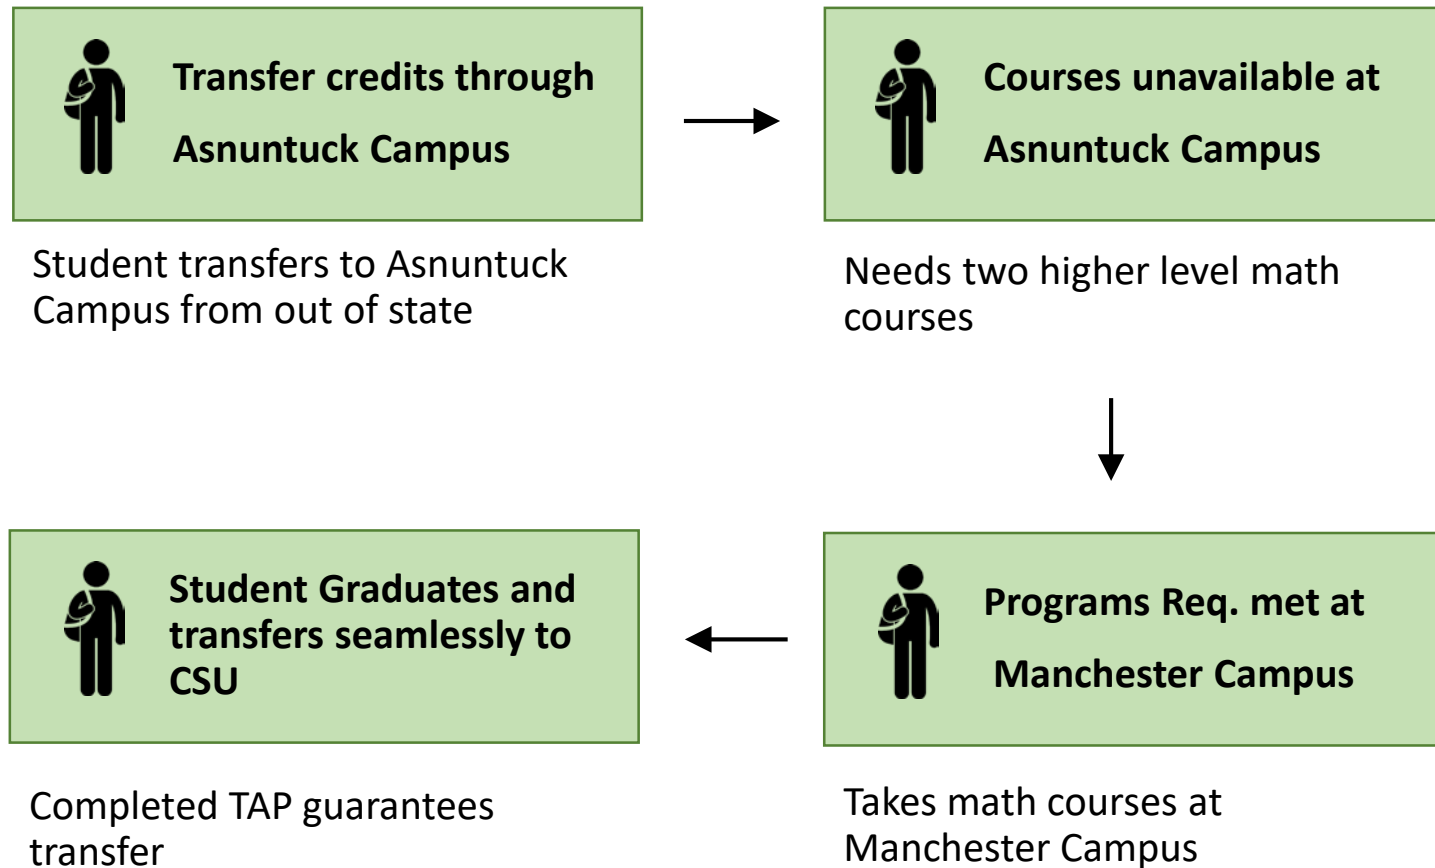 Transfer credits through
Asnuntuck Campus
Student transfers to Asnuntuck
Campus from out of state
Courses unavailable at
Asnuntuck Campus
Needs two higher level math
courses
Programs Req. met at
Manchester Campus
Takes math courses at
Manchester Campus
Student Graduates and
transfers seamlessly to
CSU
Completed TAP guarantees
transfer